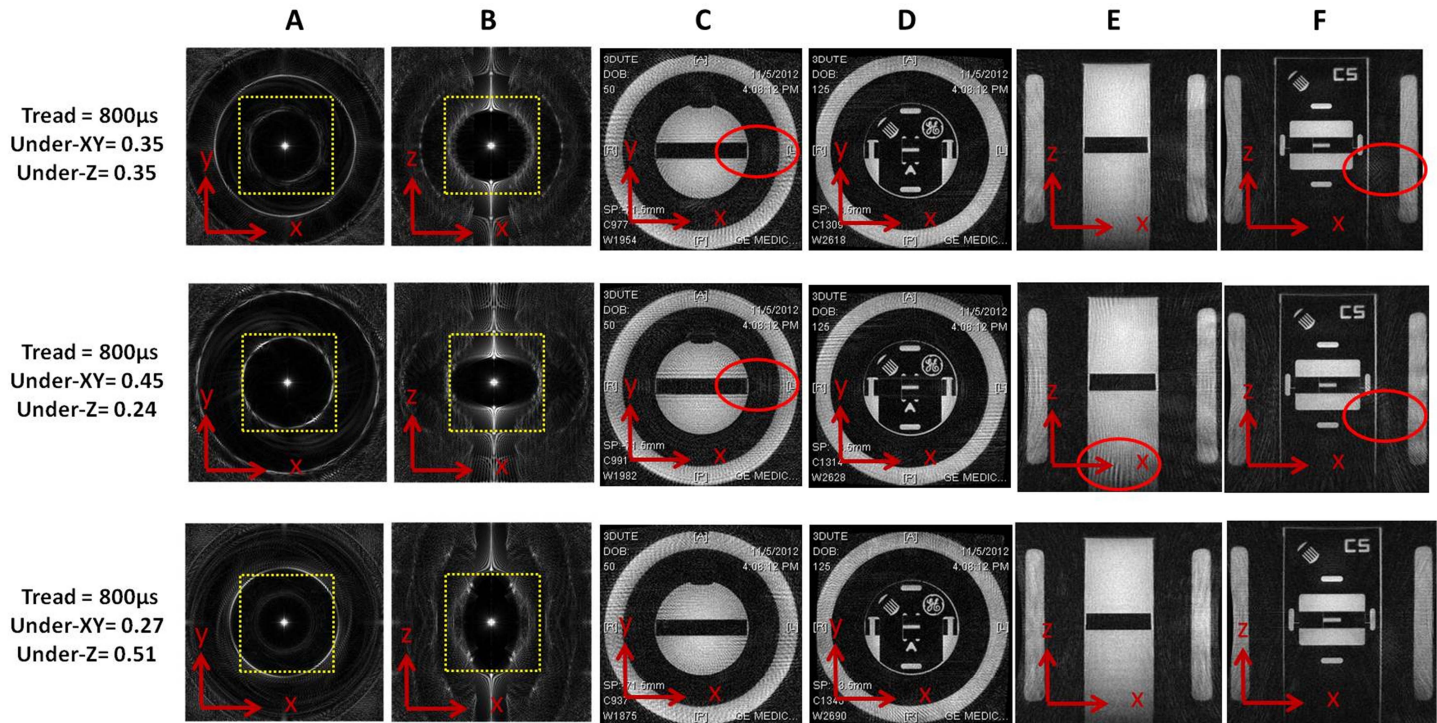 A B C D E F
Tread = 800µs
Under-XY= 0.35
Under-Z= 0.35
y
x
z
x
3DUTE
DOB:
50
[A]
11/5/2012
4:08:12 PM
[R]
y
[L]
x
C977
W1954
[P]
GE MEDIC...
3DUTE
DOB:
125
[A]
11/5/2012
4:08:12 PM
y
x
W2618
[P]
GE MEDIC...
z
x
CS
z
x
Tread = 800µs
Under-XY= 0.45
Under-Z= 0.24
y
x
z
x
3DUTE
DOB:
50
[A]
11/5/2012
4:08:12 PM
[R]
y
[L]
x
C991
W1982
[P]
GE MEDIC...
3DUTE
DOB:
125
[A]
11/5/2012
4:08:12 PM
y
x
W2628
[P]
GE MEDIC...
z
x
CS
z
x
Tread = 800µs
Under-XY= 0.27
Under-Z= 0.51
y
x
z
x
3DUTE
DOB:
50
[A]
11/5/2012
4:08:12 PM
y
x
W1875
[P]
GE MEDIC...
3DUTE
DOB:
125
[A]
11/5/2012
4:08:12 PM
y
x
W2690
[P]
GE MEDIC...
z
x
CS
z
x